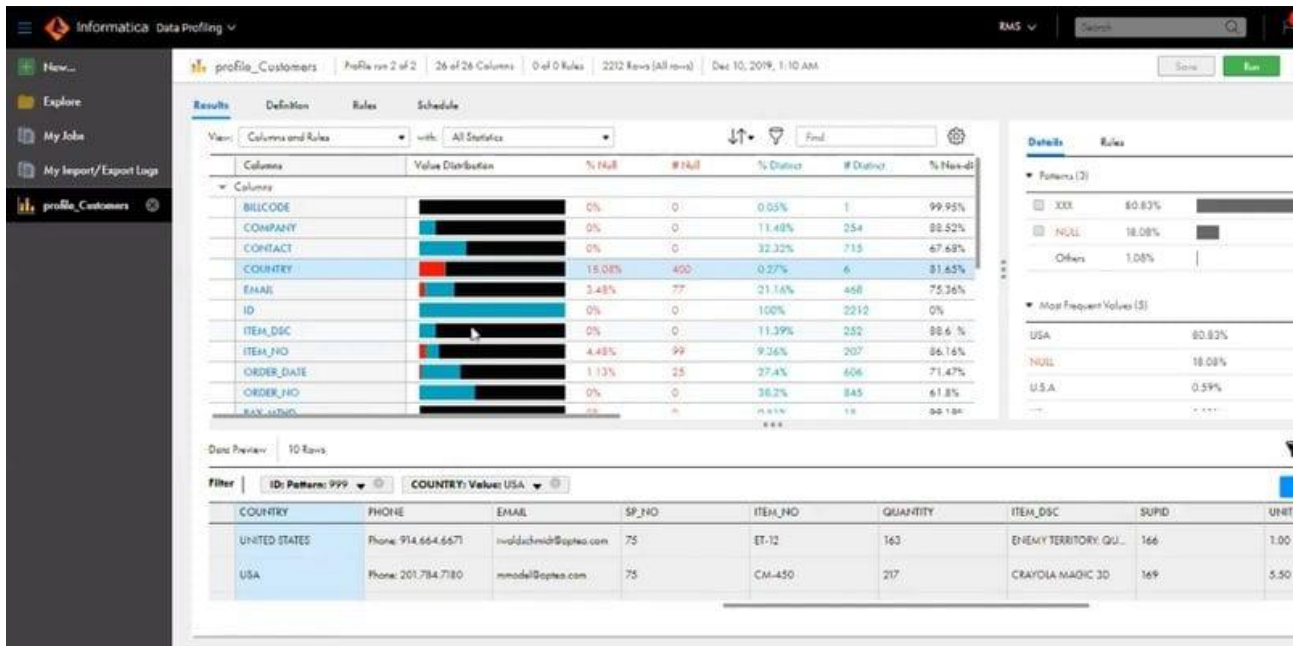 Informatica Data Profiling
RMS
Search
New...
Explore
My Jobs
My Import/Export Logs
profile_Customers
profile_Customers Profile run 2 of 2 26 of 26 Columns 0 of 0 Rules 2212 Rows (All rows) Dec 10, 2019, 1:10 AM
Save Run
Results Definition Rules Schedule
View: Columns and Rules with: All Statistics Find
Columns Value Distribution % Null # Null % Distinct # Distinct % Non-di
Columns
BILLCODE 0% 0 0.05% 1 99.95%
COMPANY 0% 0 11.48% 254 88.52%
CONTACT 0% 0 32.32% 715 67.68%
COUNTRY 18.08% 400 0.27% 6 81.65%
EMAIL 3.48% 77 21.16% 468 75.36%
ID 0% 0 100% 2212 0%
ITEM_DSC 0% 0 11.39% 252 88.6 %
ITEM_NO 4.48% 99 9.36% 207 86.16%
ORDER_DATE 1.13% 25 27.4% 606 71.47%
ORDER_NO 0% 0 38.2% 845 61.8%
Details Rules
Patterns (3)
XXX 80.83%
NULL 18.08%
Others 1.08%
Most Frequent Values (5)
USA 80.83%
NULL 18.08%
U.S.A 0.59%
Data Preview 10 Rows
Filter ID: Pattern: 999 COUNTRY: Value: USA
COUNTRY PHONE EMAIL SP_NO ITEM_NO QUANTITY ITEM_DSC SUPID UNIT
UNITED STATES Phone: 914.664.6671 75 ET-12 163 ENEMY TERRITORY: QU... 166 1.00
USA Phone: 201.784.7180 75 CM-450 217 CRAYOLA MAGIC 3D 169 5.50